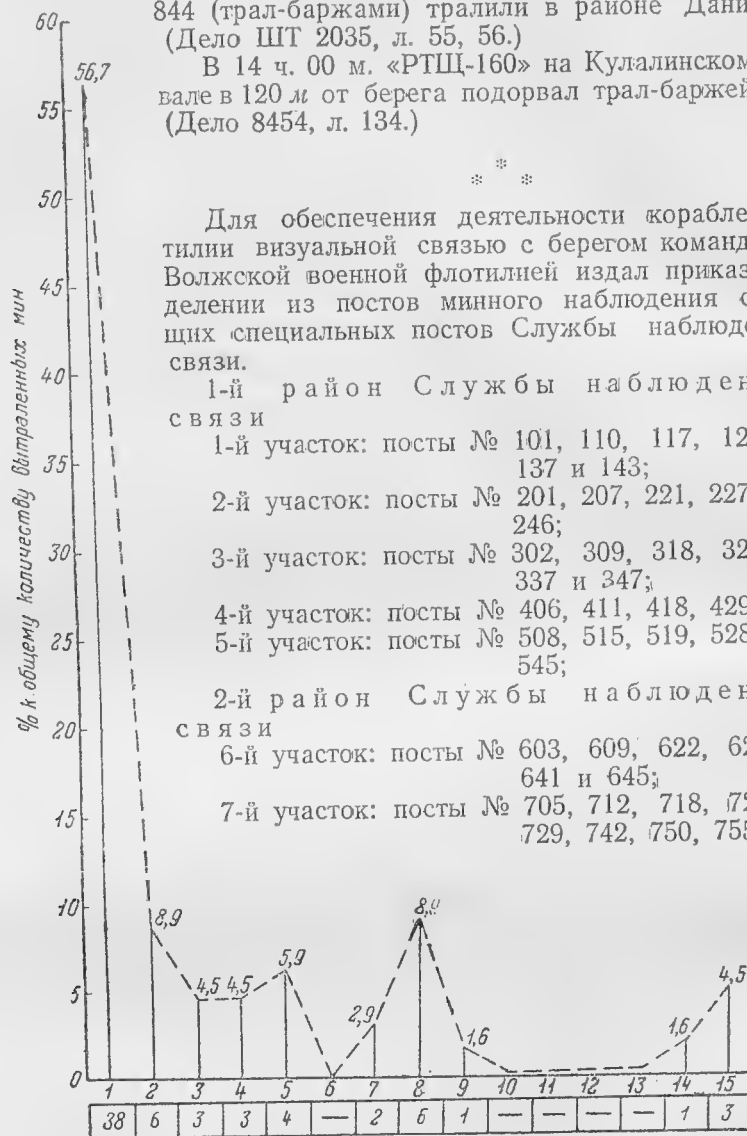 844 (трал-баржами) тралили в районе Дани
(Дело ШТ 2035, л. 55, 56.)
В 14 ч. 00 м. «РТЩ-160» на Кулалинском
вале в 120 м от берега подорвал трал-баржей
(Дело 8454, л. 134.)
* * *
Для обеспечения деятельности корабле
тилии визуальной связью с берегом команд
Волжской военной флотилией издал приказ
делении из постов минного наблюдения с
щих специальных постов Службы наблюд
связи.
1-й район Службы наблюден
связи
1-й участок: посты № 101, 110, 117, 12
137 и 143;
2-й участок: посты № 201, 207, 221, 227
246;
3-й участок: посты № 302, 309, 318, 32
337 и 347;
4-й участок: посты № 406, 411, 418, 429
5-й участок: посты № 508, 515, 519, 528
545;
2-й район Службы наблюден
связи
6-й участок: посты № 603, 609, 622, 62
641 и 645;
7-й участок: посты № 705, 712, 718, 72
729, 742, 750, 755
% к общему количеству вытраленных мин
60
55
50
45
40
35
30
25
20
15
10
5
0
56,7
8,9
4,5 4,5
5,9
2,9
8,9
1,6
1,6
4,5
1 2 3 4 5 6 7 8 9 10 11 12 13 14 15
38 6 3 3 4 — 2 6 1 — — — — 1 3